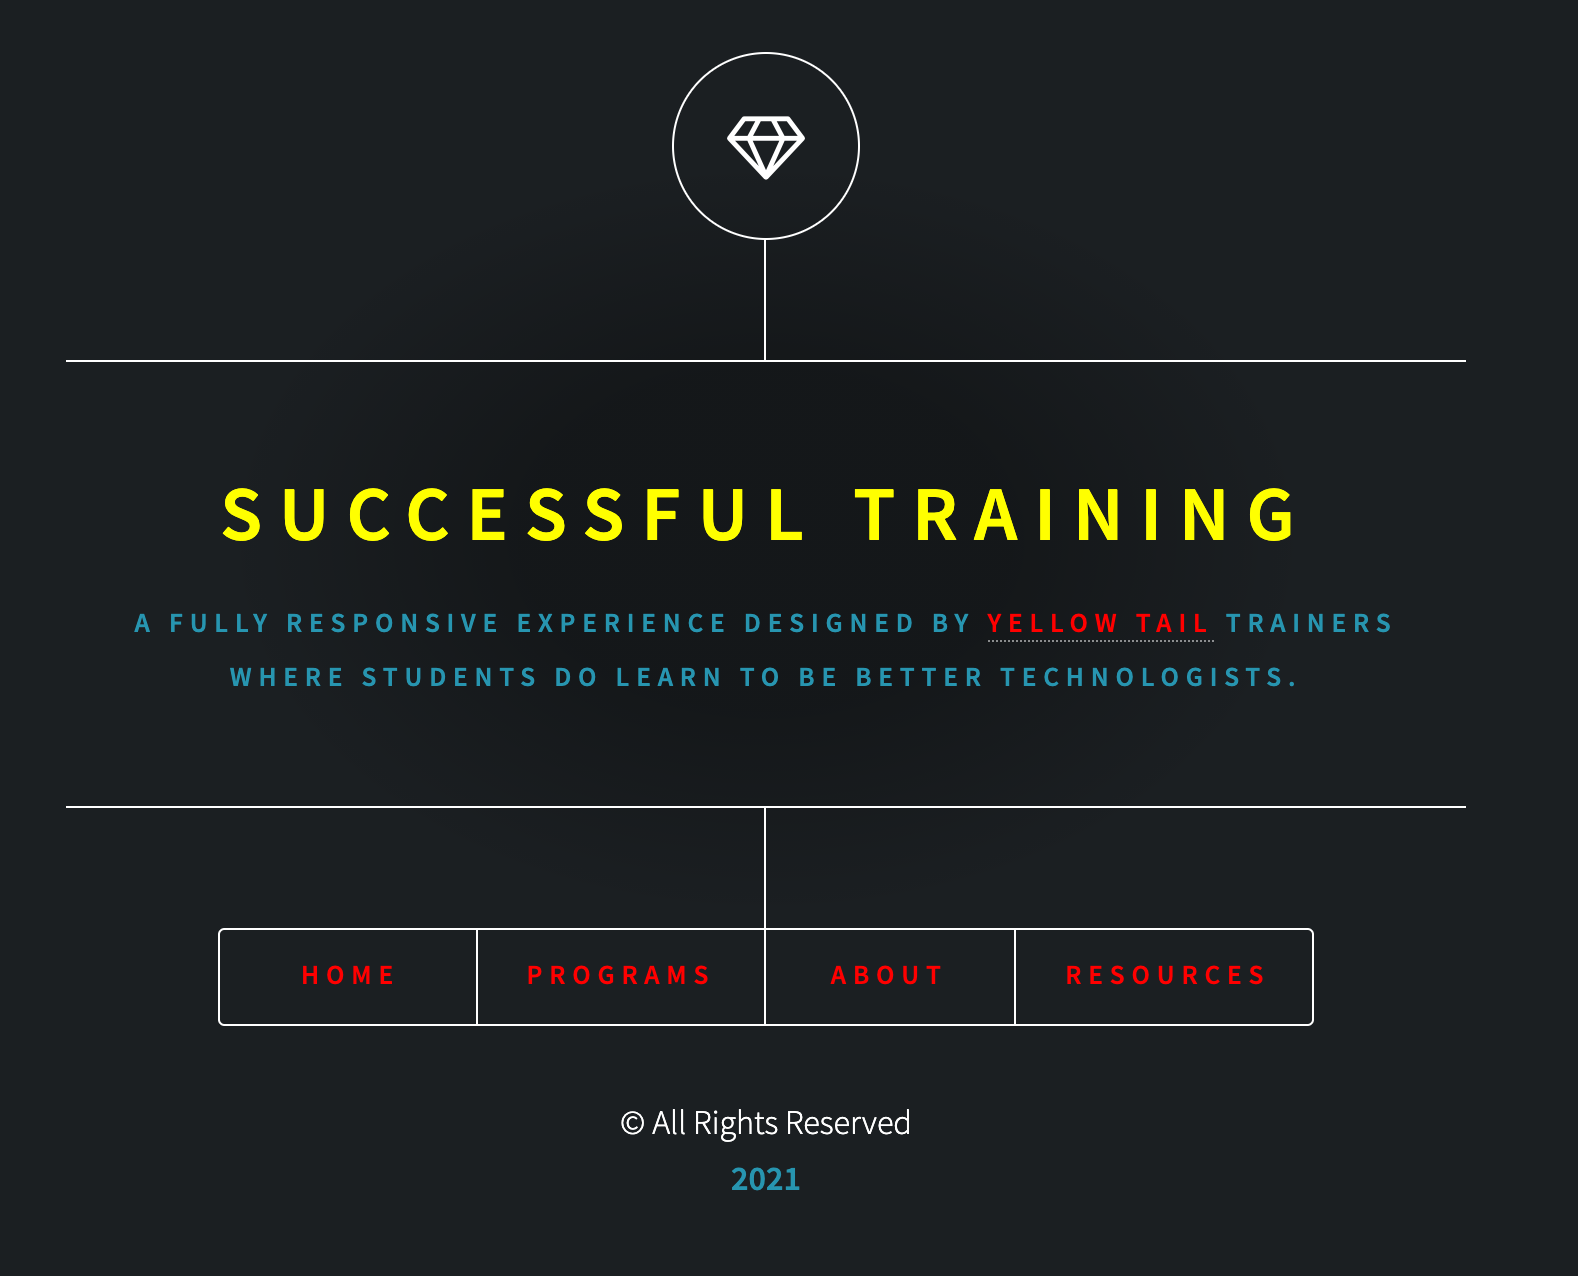 SUCCESSFUL TRAINING
A FULLY RESPONSIVE EXPERIENCE DESIGNED BY YELLOW TAIL TRAINERS
WHERE STUDENTS DO LEARN TO BE BETTER TECHNOLOGISTS.
HOME PROGRAMS ABOUT RESOURCES
© All Rights Reserved
2021